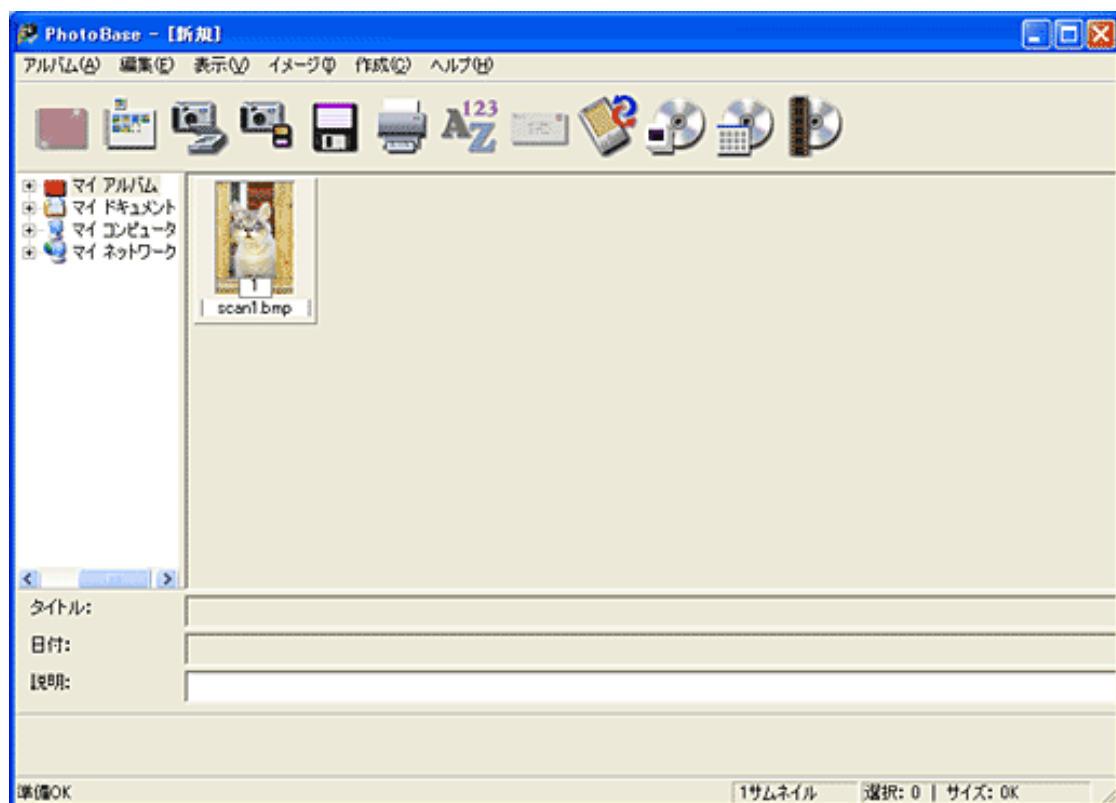 PhotoBase - [新規]
アルバム(A) 編集(E) 表示(V) イメージ(I) 作成(C) ヘルプ(H)
123
AZ
マイ アルバム
マイ ドキュメント
マイ コンピュータ
マイ ネットワーク
1
scan1.bmp
タイトル:
日付:
説明:
準備OK
1サムネイル
選択: 0 | サイズ: 0K